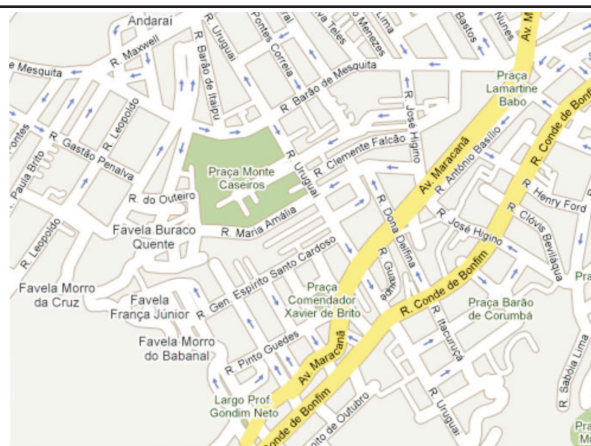 Andaraí
R. Maxwell
R. Barão de Itaipu
R. Uruguai
Pontes Correia
Teles
Menezes
Lima
Bastos
Nunes
Av. M
de Mesquita
R. Barão de Mesquita
Praça
Lamartine
Babo
R. Leopoldo
R. José Higino
R. Conde de Bonfim
Pontes
R. Gastão Penalva
Paula Brito
Praça Monte
Caseiros
R. Clemente Falcão
R. Uruguai
Av. Maracanã
R. Antônio Basílio
R. do Outeiro
R. Henry Ford
R. Clóvis Beviláqua
Favela Buraco
Quente
R. Maria Amália
R. Dona Delfina
R. José Higino
R. Leopoldo
R. Gen. Espírito Santo Cardoso
Favela Morro
da Cruz
Favela
França Júnior
Praça
Comendador
Xavier de Brito
R. Guaxupé
R. Conde de Bonfim
Praça Barão
de Corumbá
Favela Morro
do Babanal
R. Pinto Guedes
Av. Maracanã
R. Itacuruçá
R. Sabóia Lima
Largo Prof.
Gondim Neto
Conde de Bonfim
de Outubro
R. Uruguai